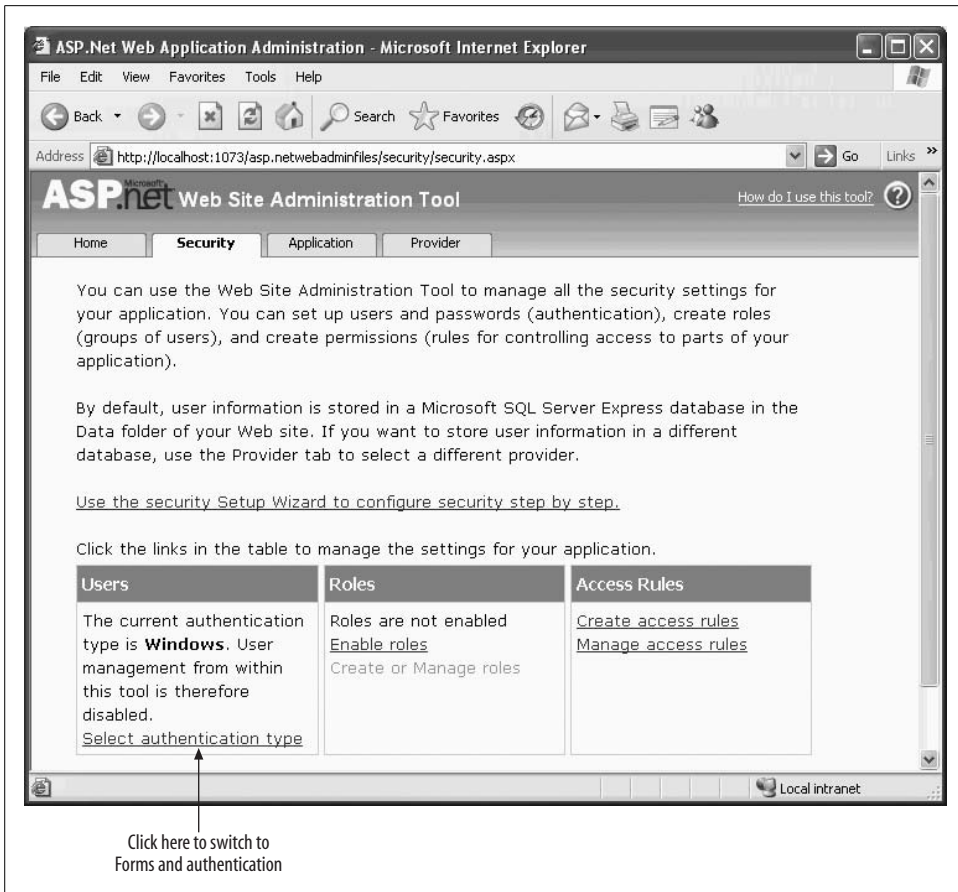 ASP.Net Web Application Administration - Microsoft Internet Explorer
File Edit View Favorites Tools Help
Back Search Favorites
Address http://localhost:1073/asp.netwebadminfiles/security/security.aspx Go Links »
Microsoft
ASP.net Web Site Administration Tool How do I use this tool? ?
Home Security Application Provider
You can use the Web Site Administration Tool to manage all the security settings for
your application. You can set up users and passwords (authentication), create roles
(groups of users), and create permissions (rules for controlling access to parts of your
application).
By default, user information is stored in a Microsoft SQL Server Express database in the
Data folder of your Web site. If you want to store user information in a different
database, use the Provider tab to select a different provider.
Use the security Setup Wizard to configure security step by step.
Click the links in the table to manage the settings for your application.
Users
The current authentication
type is Windows. User
management from within
this tool is therefore
disabled.
Select authentication type
Roles
Roles are not enabled
Enable roles
Create or Manage roles
Access Rules
Create access rules
Manage access rules
Local intranet
Click here to switch to
Forms and authentication